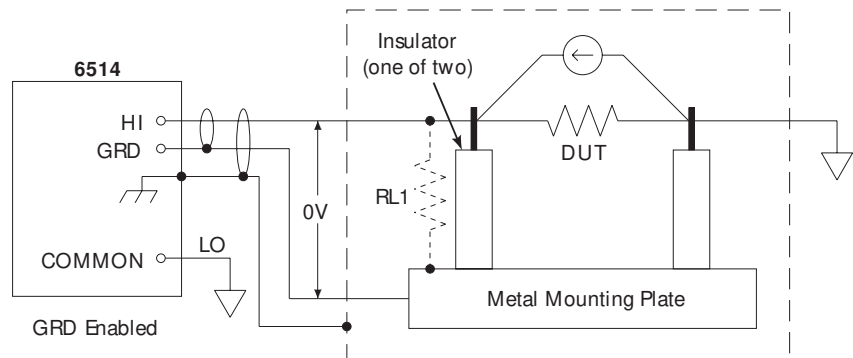 6514
Insulator
(one of two)
HI
GRD
DUT
RL1
0V
LO
COMMON
Metal Mounting Plate
GRD Enabled